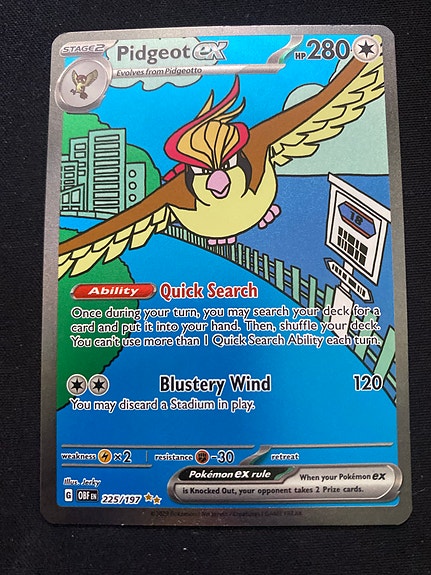 STAGE 2 Pidgeot ex HP 280
Evolves from Pidgeotto
18
Ability Quick Search
Once during your turn, you may search your deck for a
card and put it into your hand. Then, shuffle your deck.
You can't use more than 1 Quick Search Ability each turn.
Blustery Wind 120
You may discard a Stadium in play.
weakness ×2 resistance -30 retreat
Illus. Jerky
Pokémon ex rule When your Pokémon ex
is Knocked Out, your opponent takes 2 Prize cards.
G OBF EN 225/197